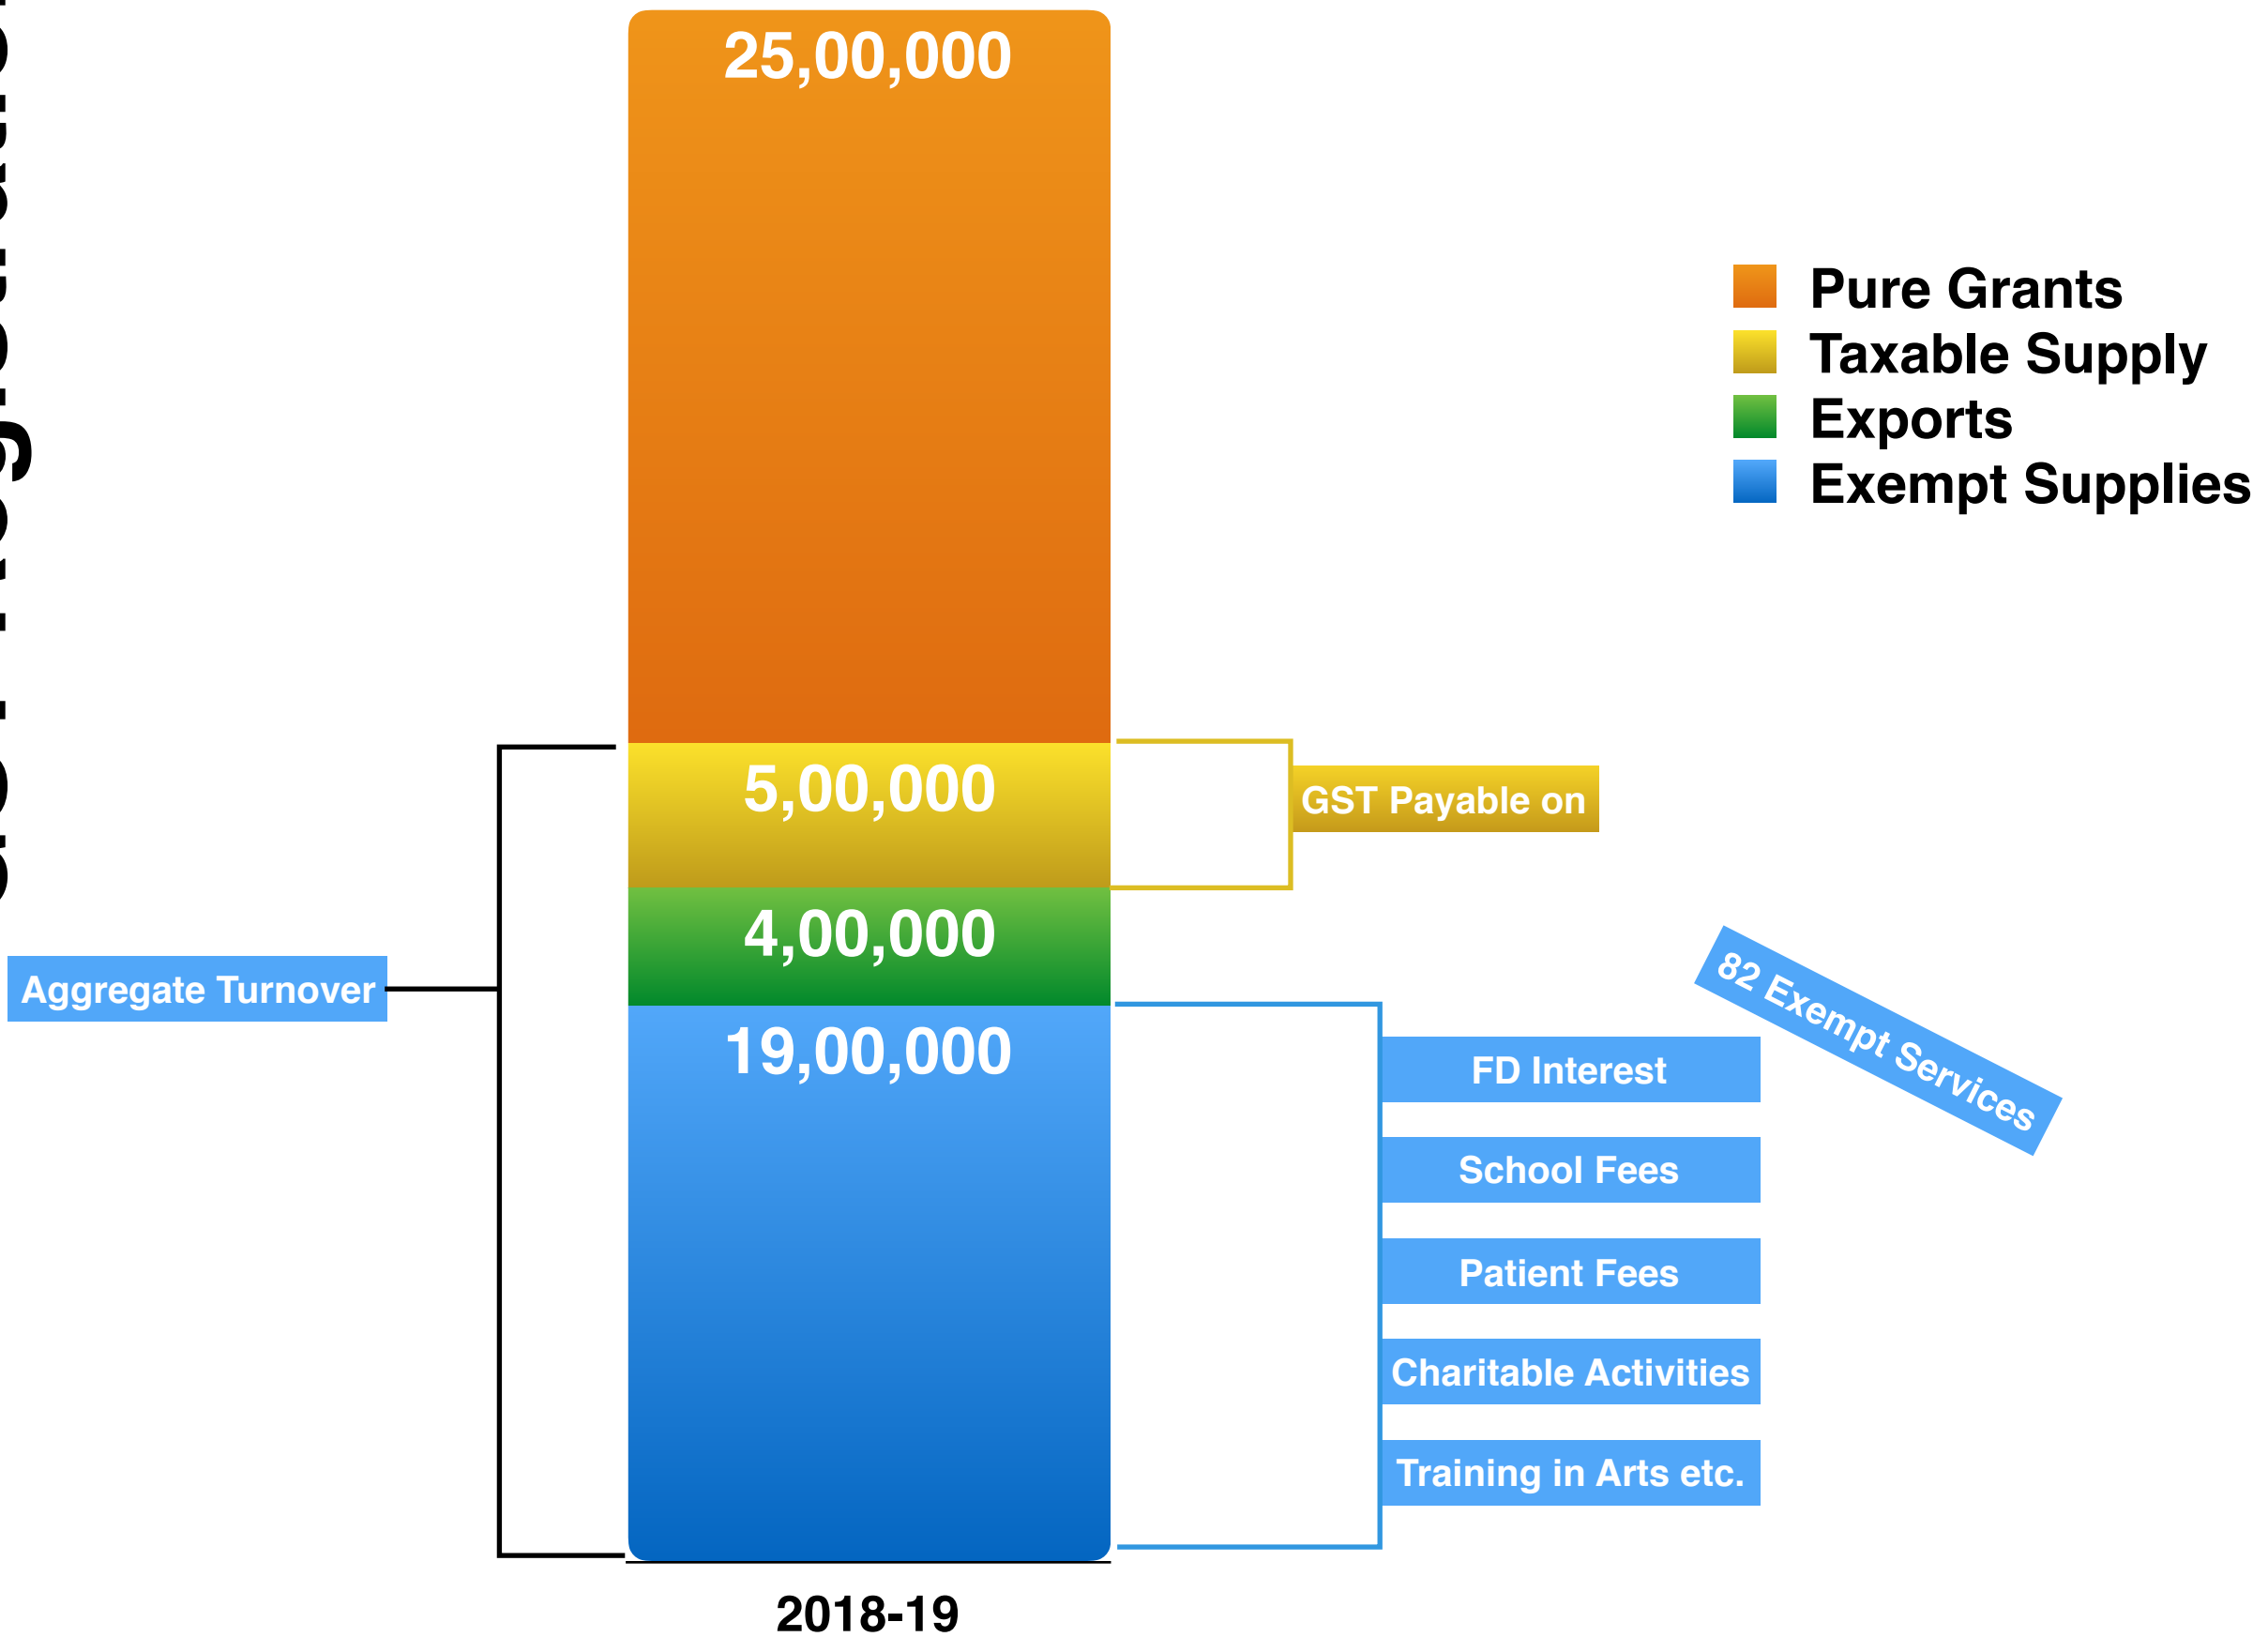 25,00,000
Pure Grants
Taxable Supply
Exports
Exempt Supplies
5,00,000
GST Payable on
4,00,000
Aggregate Turnover
82 Exempt Services
19,00,000
FD Interest
School Fees
Patient Fees
Charitable Activities
Training in Arts etc.
2018-19